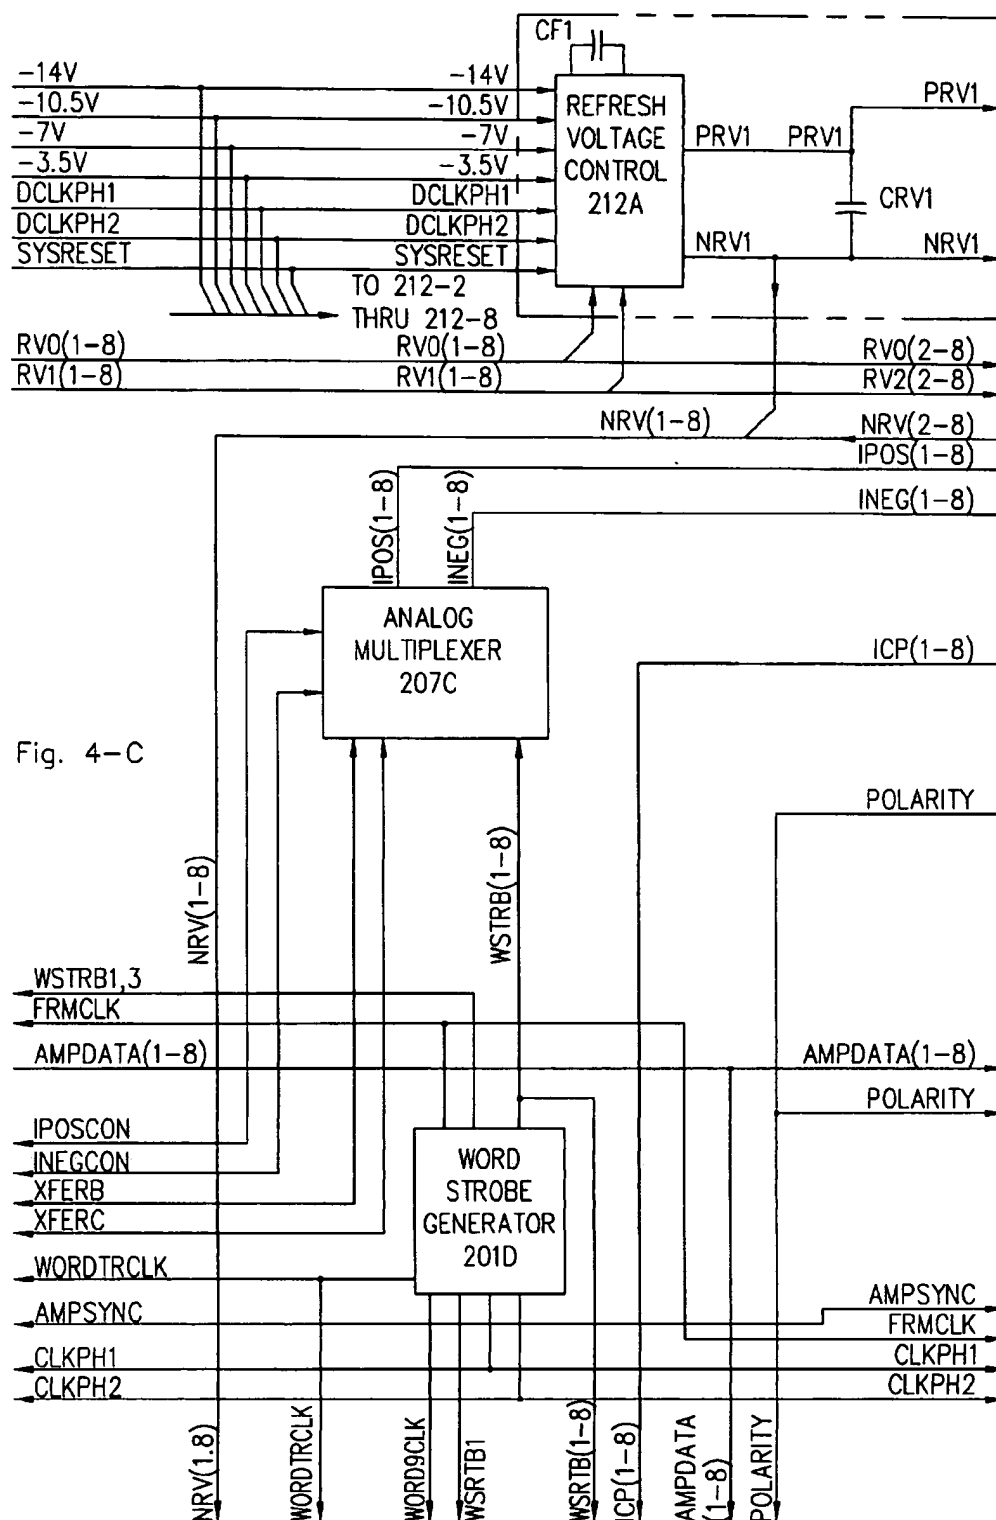 CF1
-14V -14V
-10.5V -10.5V
-7V -7V
-3.5V -3.5V
DCLKPH1 DCLKPH1
DCLKPH2 DCLKPH2
SYSRESET SYSRESET
REFRESH
VOLTAGE
CONTROL
212A
PRV1 PRV1 PRV1
CRV1
NRV1 NRV1
TO 212-2
THRU 212-8
RV0(1-8) RV0(1-8) RV0(2-8)
RV1(1-8) RV1(1-8) RV2(2-8)
NRV(1-8) NRV(2-8)
IPOS(1-8)
INEG(1-8)
IPOS(1-8)
INEG(1-8)
ANALOG
MULTIPLEXER
207C
ICP(1-8)
Fig. 4-C
POLARITY
NRV(1-8)
WSTRB(1-8)
WSTRB1,3
FRMCLK
AMPDATA(1-8) AMPDATA(1-8)
POLARITY
IPOSCON
INEGCON
XFERB
XFERC
WORD
STROBE
GENERATOR
201D
WORDTRCLK
AMPSYNC AMPSYNC
FRMCLK
CLKPH1 CLKPH1
CLKPH2 CLKPH2
NRV(1.8)
WORDTRCLK
WORD9CLK
WSRTB1
WSRTB(1-8)
ICP(1-8)
AMPDATA
(1-8)
POLARITY